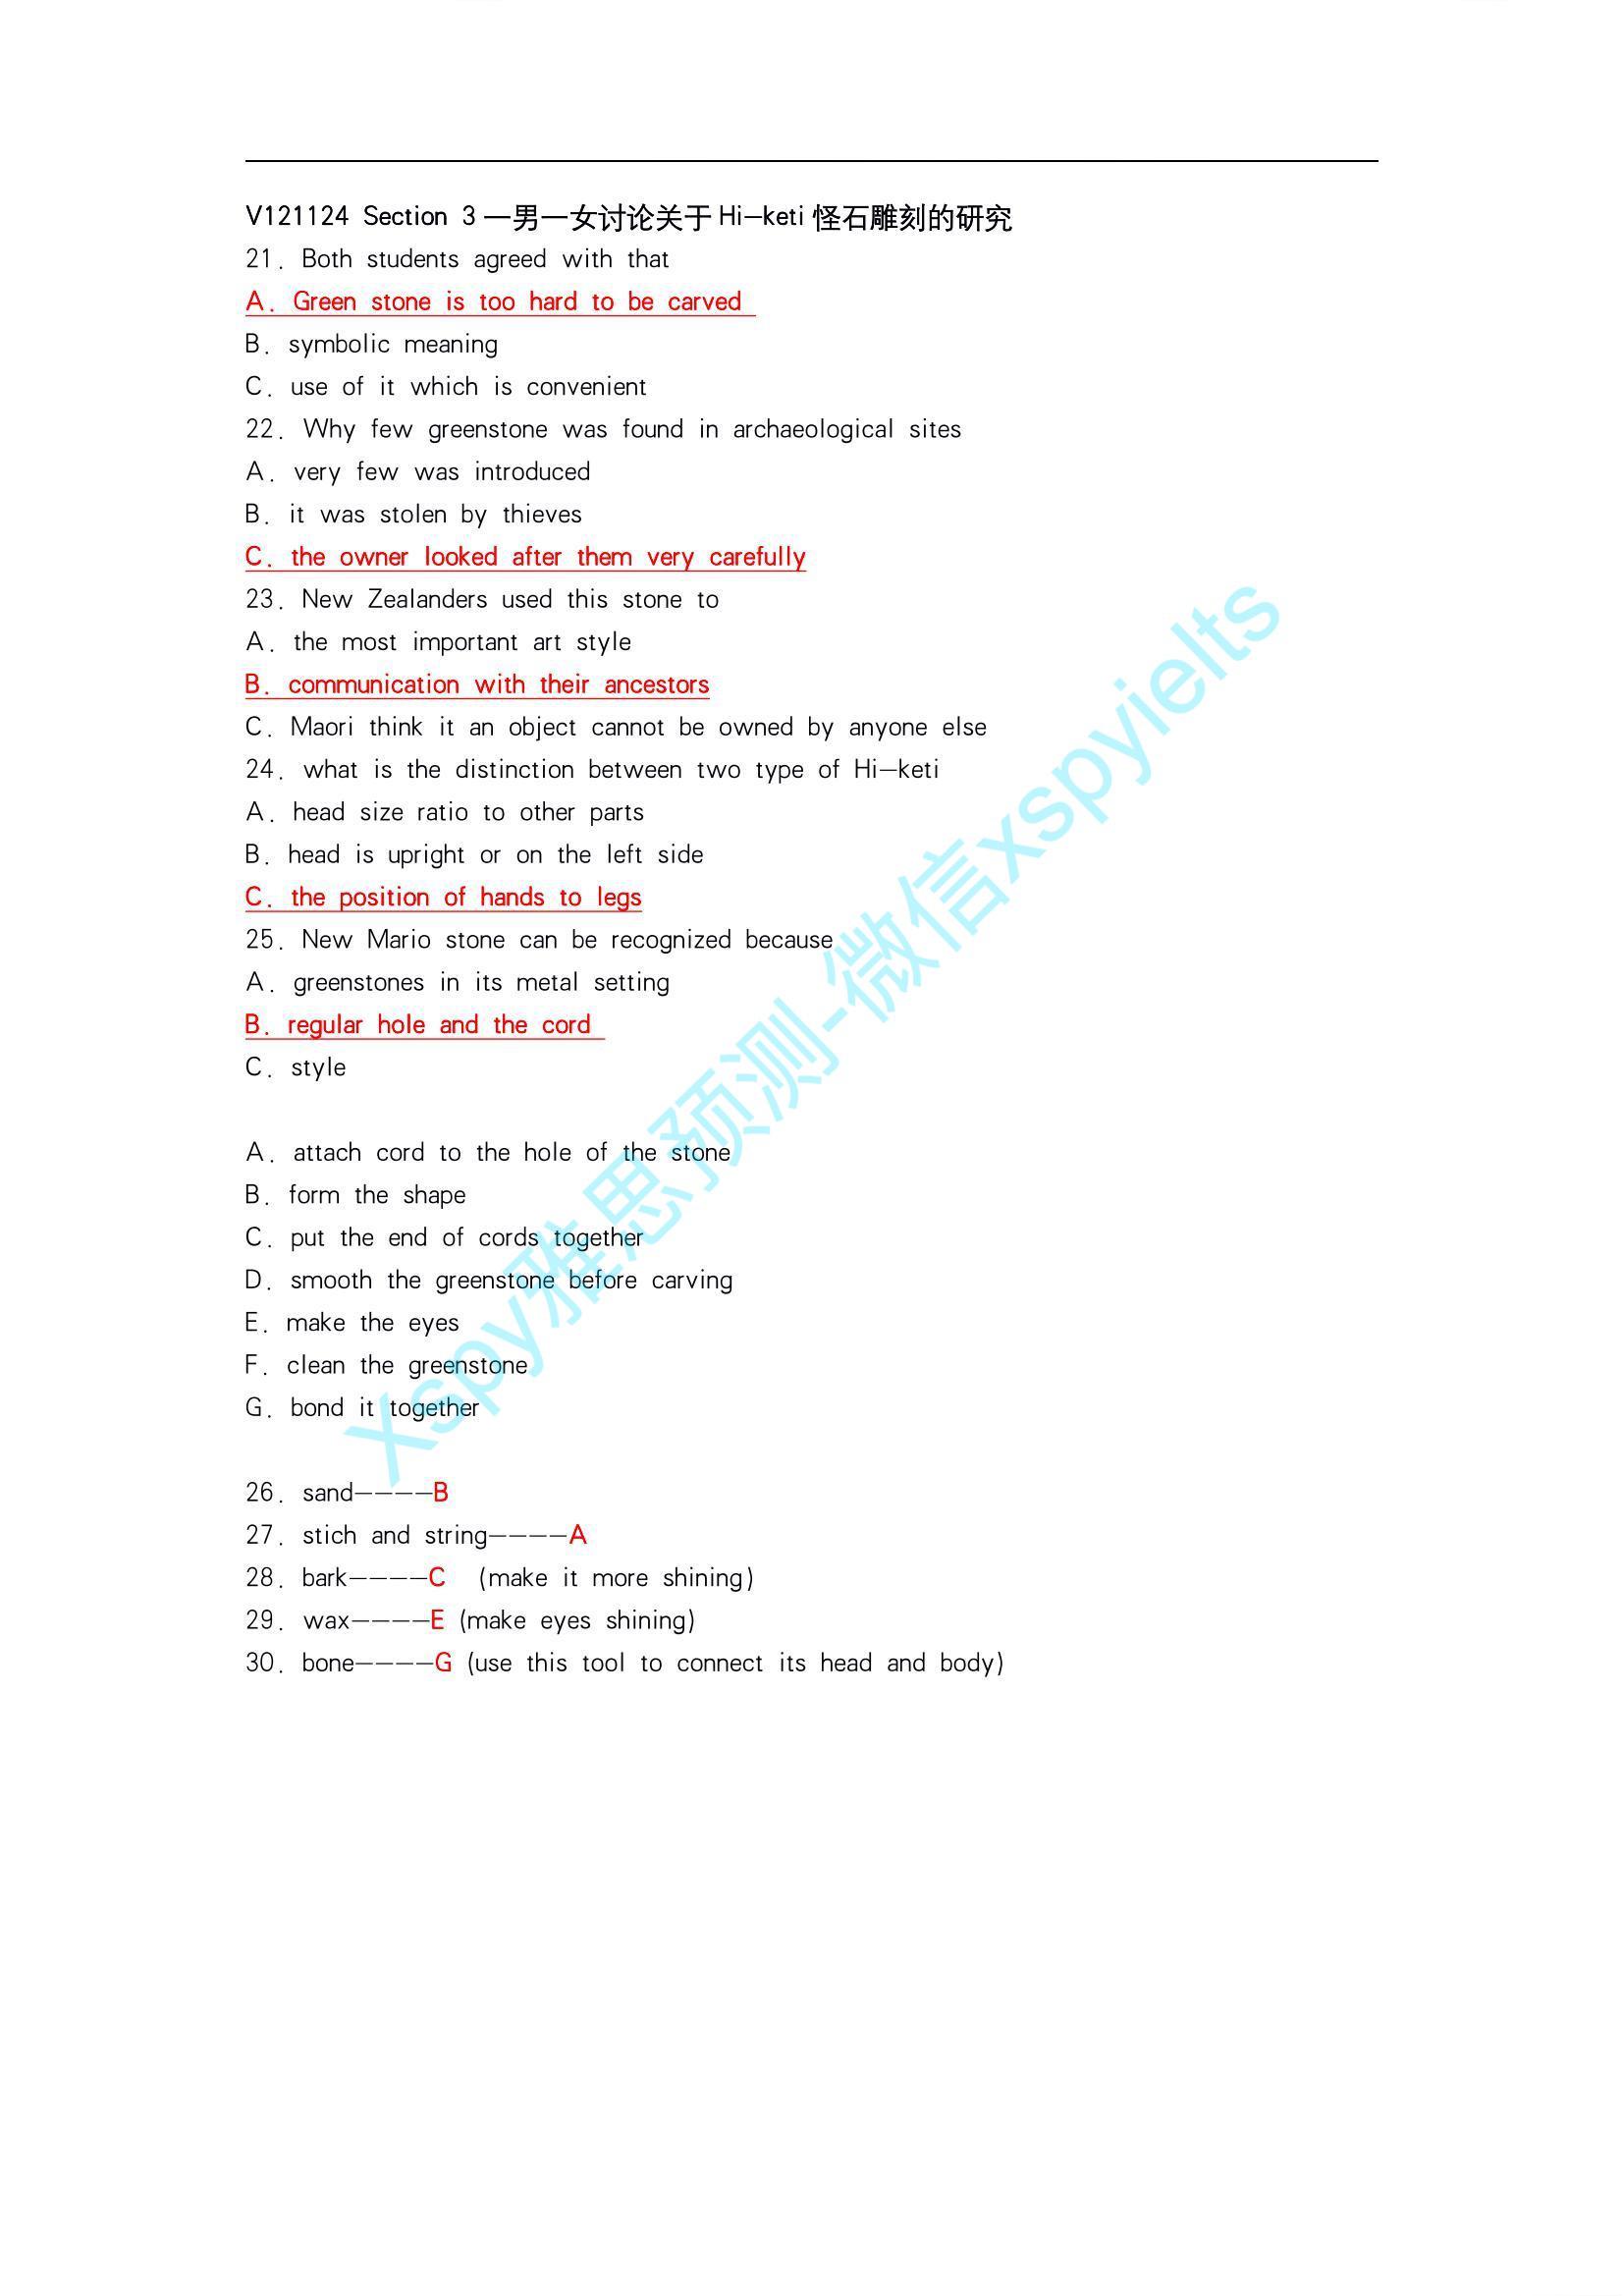 V121124 Section 3 一男一女讨论关于 Hi-keti 怪石雕刻的研究
21. Both students agreed with that
A. Green stone is too hard to be carved
B. symbolic meaning
C. use of it which is convenient
22. Why few greenstone was found in archaeological sites
A. very few was introduced
B. it was stolen by thieves
C. the owner looked after them very carefully
23. New Zealanders used this stone to
A. the most important art style
B. communication with their ancestors
C. Maori think it an object cannot be owned by anyone else
24. what is the distinction between two type of Hi-keti
A. head size ratio to other parts
B. head is upright or on the left side
C. the position of hands to legs
25. New Mario stone can be recognized because
A. greenstones in its metal setting
B. regular hole and the cord
C. style
A. attach cord to the hole of the stone
B. form the shape
C. put the end of cords together
D. smooth the greenstone before carving
E. make the eyes
F. clean the greenstone
G. bond it together
26. sand----B
27. stich and string----A
28. bark----C (make it more shining)
29. wax----E (make eyes shining)
30. bone----G (use this tool to connect its head and body)
Xspy雅思预测-微信xspyielts